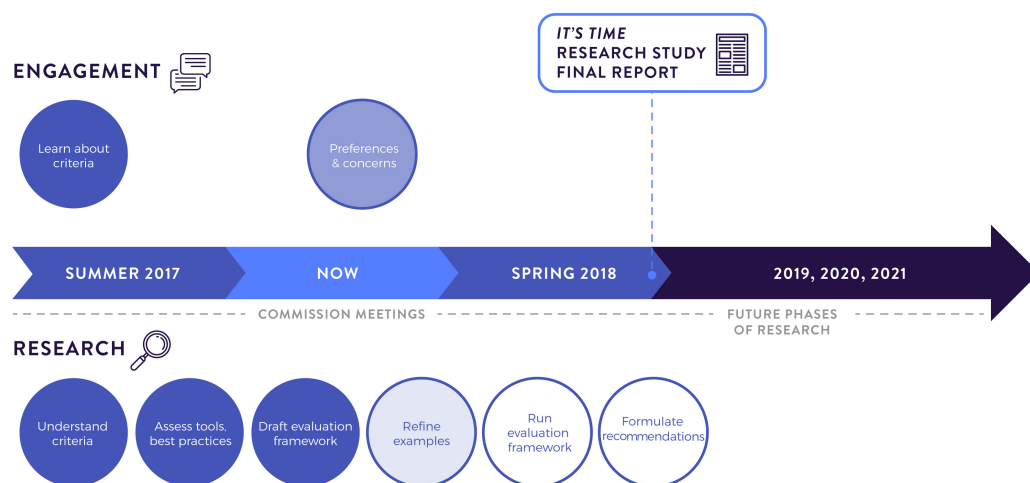 IT'S TIME
RESEARCH STUDY
FINAL REPORT
ENGAGEMENT
Learn about
criteria
Preferences
& concerns
SUMMER 2017
NOW
SPRING 2018
2019, 2020, 2021
COMMISSION MEETINGS
FUTURE PHASES
OF RESEARCH
RESEARCH
Understand
criteria
Assess tools,
best practices
Draft evaluation
framework
Refine
examples
Run
evaluation
framework
Formulate
recommendations